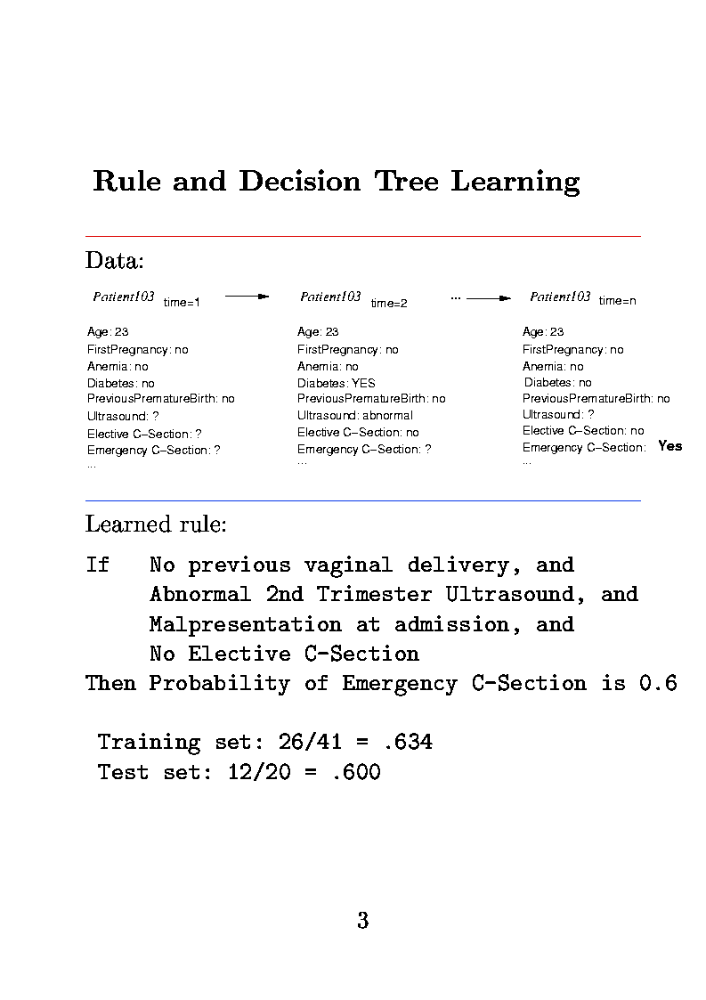 Rule and Decision Tree Learning
Data:
Patient103 time=1
Patient103 time=2
...
Patient103 time=n
Age: 23
FirstPregnancy: no
Anemia: no
Diabetes: no
PreviousPrematureBirth: no
Ultrasound: ?
Elective C−Section: ?
Emergency C−Section: ?
...
Age: 23
FirstPregnancy: no
Anemia: no
Diabetes: YES
PreviousPrematureBirth: no
Ultrasound: abnormal
Elective C−Section: no
Emergency C−Section: ?
...
Age: 23
FirstPregnancy: no
Anemia: no
Diabetes: no
PreviousPrematureBirth: no
Ultrasound: ?
Elective C−Section: no
Emergency C−Section: Yes
...
Learned rule:
If No previous vaginal delivery, and
Abnormal 2nd Trimester Ultrasound, and
Malpresentation at admission, and
No Elective C-Section
Then Probability of Emergency C-Section is 0.6
Training set: 26/41 = .634
Test set: 12/20 = .600
3